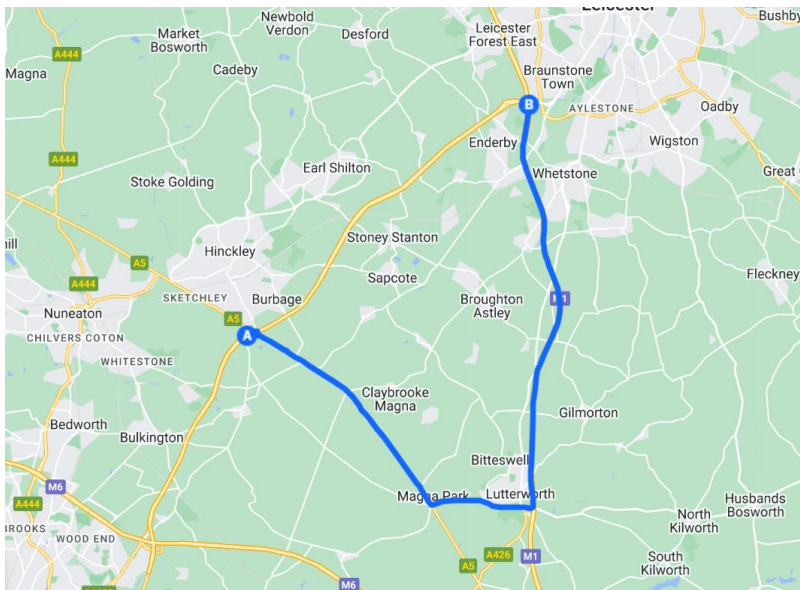 Leicester
Newbold
Verdon
Bushby
Market
Bosworth
Desford
Leicester
Forest East
A444
Magna
Cadeby
Braunstone
Town
B
AYLESTONE
Oadby
Enderby
Wigston
A444
Earl Shilton
Stoke Golding
Whetstone
Great
Stoney Stanton
Hinckley
A5
Sapcote
Fleckney
A444
SKETCHLEY
Burbage
Broughton
Astley
M1
Nuneaton
A5
A
CHILVERS COTON
WHITESTONE
Claybrooke
Magna
Gilmorton
Bedworth
Bulkington
Bitteswell
M6
Magna Park
Lutterworth
A444
Husbands
Bosworth
North
Kilworth
BROOKS
WOOD END
A426
M1
A5
South
Kilworth
M6